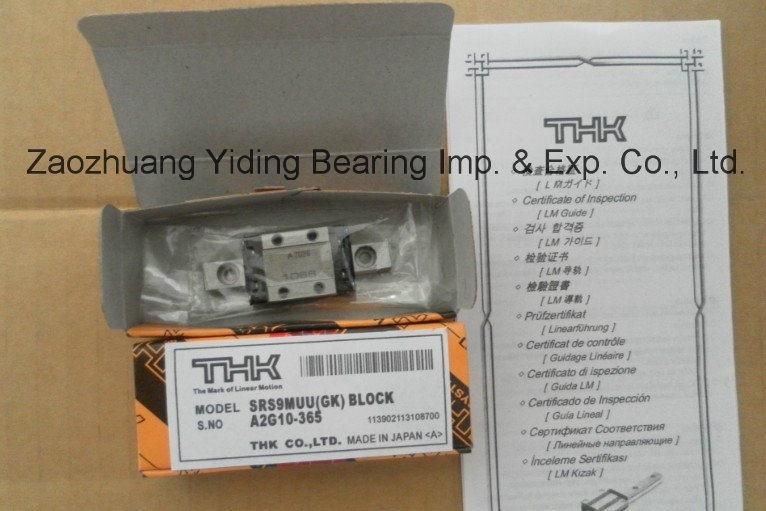 Zaozhuang Yiding Bearing Imp. & Exp. Co., Ltd.
THK
[ LMガイド ]
Certificate of Inspection
[ LM Guide ]
검사 합격증
[ LM 가이드 ]
检验证书
[ LM 导轨 ]
檢驗證書
[ LM 導軌 ]
Prüfzertifikat
[ Linearführung ]
Certificat de contrôle
[ Guidage Linéaire ]
Certificato di ispezione
[ Guida LM ]
Certificado de Inspección
[ Guía Lineal ]
Сертификат Соответствия
[ Линейные направляющие ]
İnceleme Sertifikası
[ LM Kızak ]
THK
The Mark of Linear Motion
MODEL SRS9MUU(GK) BLOCK
S.NO A2G10-365
113902113108700
THK CO.,LTD. MADE IN JAPAN <A>